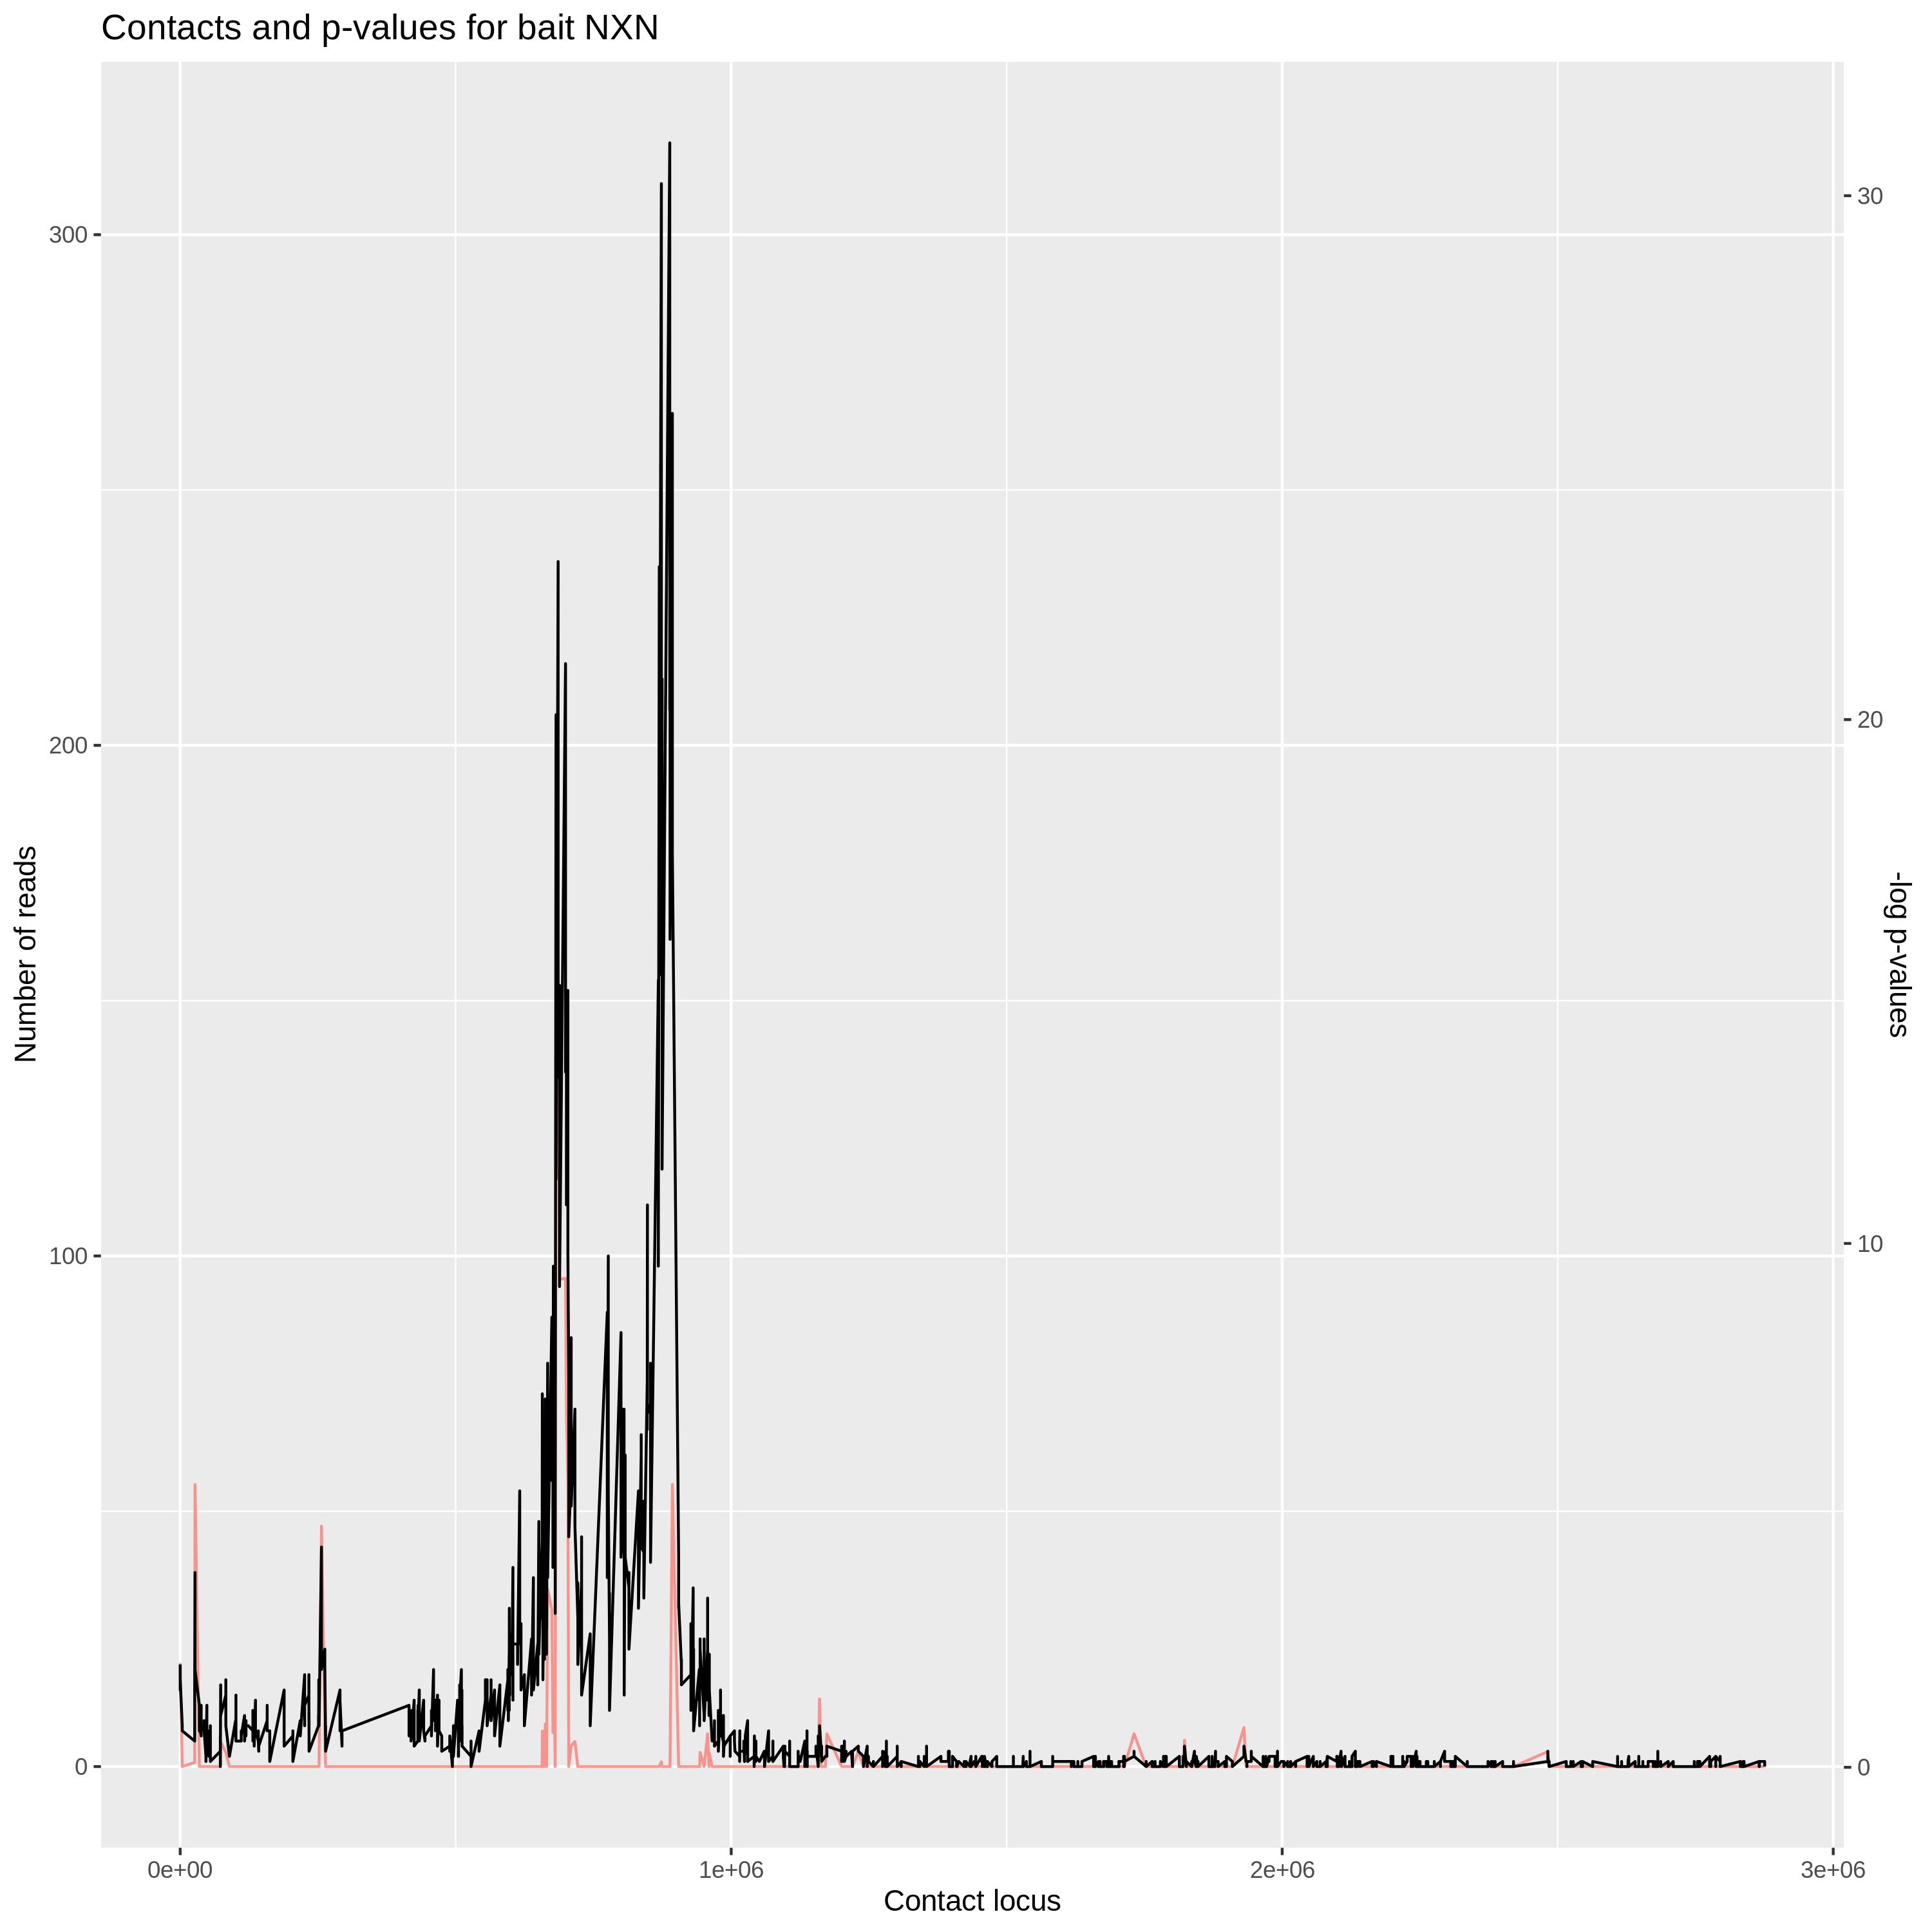 Contacts and p-values for bait NXN
300
200
100
0
30
20
10
0
Number of reads
-log p-values
0e+00
1e+06
2e+06
3e+06
Contact locus